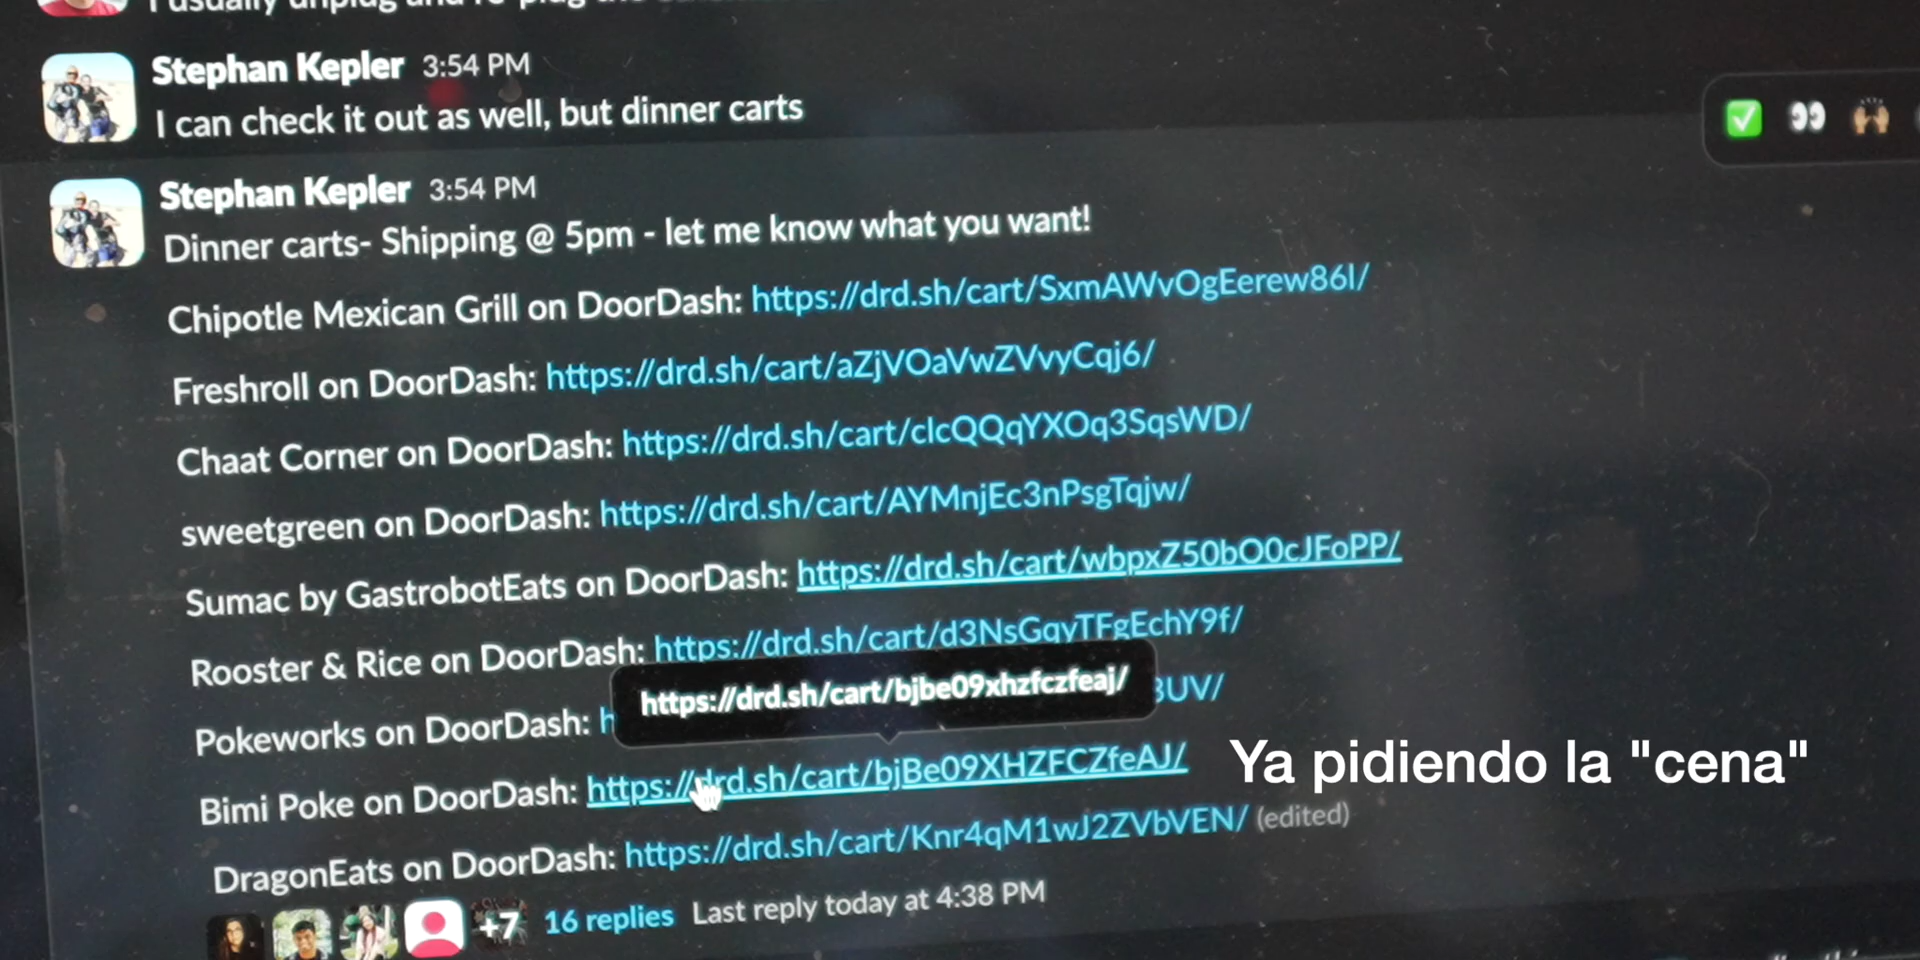 Stephan Kepler 3:54 PM
I can check it out as well, but dinner carts
Stephan Kepler 3:54 PM
Dinner carts- Shipping @ 5pm - let me know what you want!
Chipotle Mexican Grill on DoorDash: https://drd.sh/cart/SxmAWvOgEerew86l/
Freshroll on DoorDash: https://drd.sh/cart/aZjVOaVwZVvyCqj6/
Chaat Corner on DoorDash: https://drd.sh/cart/clcQQqYXOq3SqsWD/
sweetgreen on DoorDash: https://drd.sh/cart/AYMnjEc3nPsgTqjw/
Sumac by GastrobotEats on DoorDash: https://drd.sh/cart/wbpxZ50bO0cJFoPP/
Rooster & Rice on DoorDash: https://drd.sh/cart/d3NsGqyTFgEchY9f/
https://drd.sh/cart/bjbe09xhzfczfeaj/
Pokeworks on DoorDash:
Bimi Poke on DoorDash: https://drd.sh/cart/bjBe09XHZFCZfeAJ/
Ya pidiendo la "cena"
DragonEats on DoorDash: https://drd.sh/cart/Knr4qM1wJ2ZVbVEN/ (edited)
+7 16 replies Last reply today at 4:38 PM